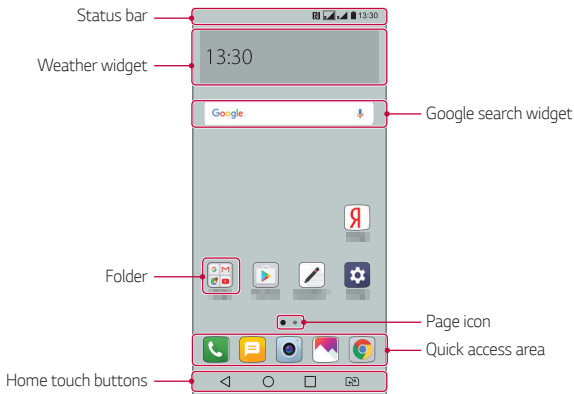 Status bar
13:30
Weather widget
13:30
Google
Google search widget
Я
Folder
Page icon
Quick access area
Home touch buttons